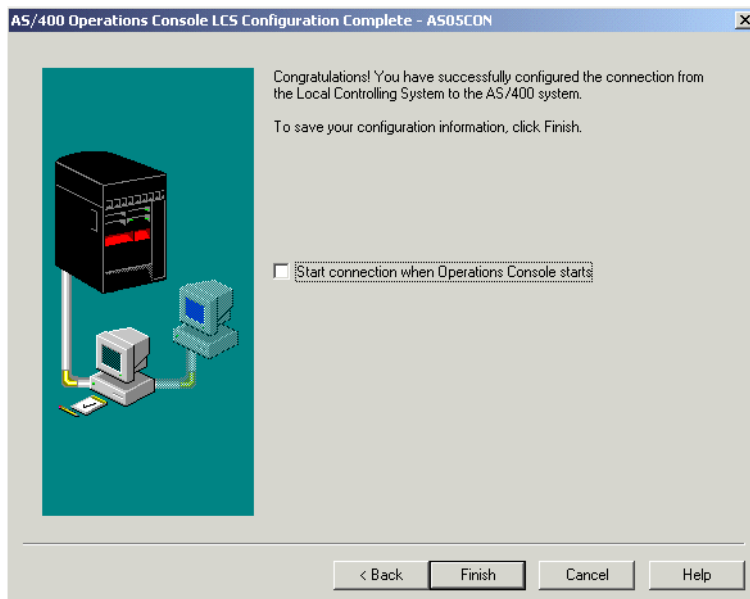 AS/400 Operations Console LCS Configuration Complete - AS05CON
Congratulations! You have successfully configured the connection from
the Local Controlling System to the AS/400 system.
To save your configuration information, click Finish.
Start connection when Operations Console starts
< Back
Finish
Cancel
Help